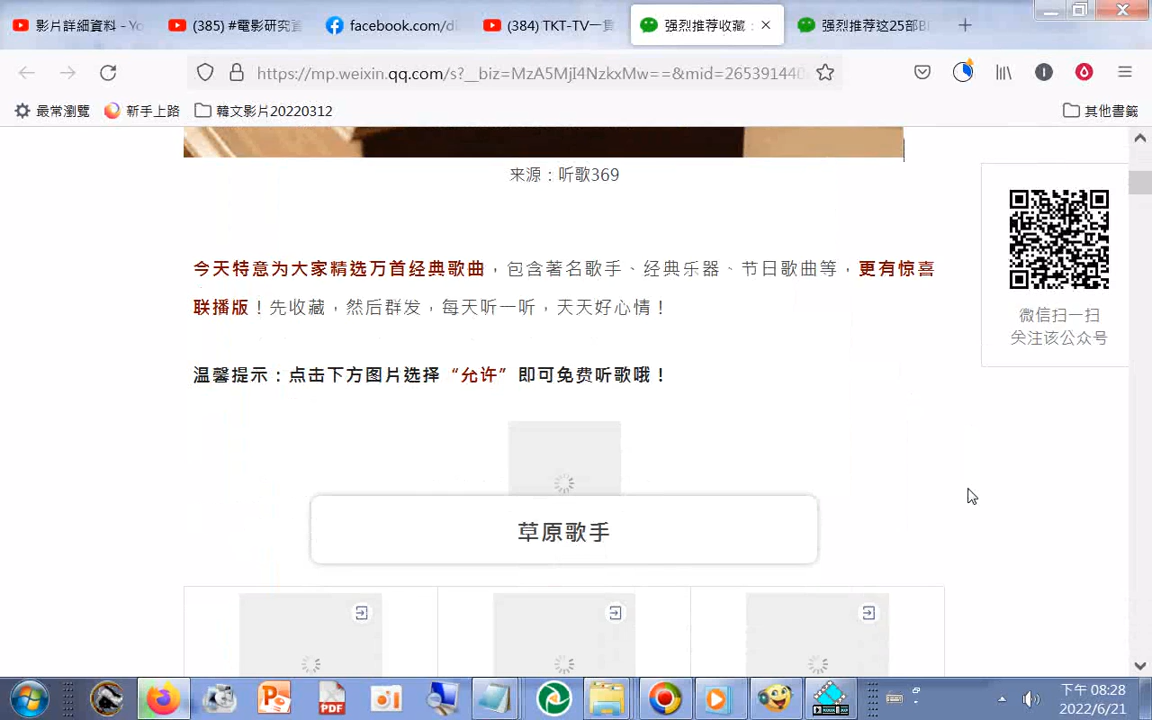 影片詳細資料 - Yo
(385) #電影研究資
facebook.com/di
(384) TKT-TV一集
强烈推荐收藏：
强烈推荐这25部B
https://mp.weixin.qq.com/s?__biz=MzA5MjI4NzkxMw==&mid=265391440
最常瀏覽
新手上路
韓文影片20220312
其他書籤
来源：听歌369
今天特意为大家精选万首经典歌曲，包含著名歌手、经典乐器、节日歌曲等，更有惊喜
联播版！先收藏，然后群发，每天听一听，天天好心情！
温馨提示：点击下方图片选择“允许”即可免费听歌哦！
微信扫一扫
关注该公众号
草原歌手
下午 08:28
2022/6/21